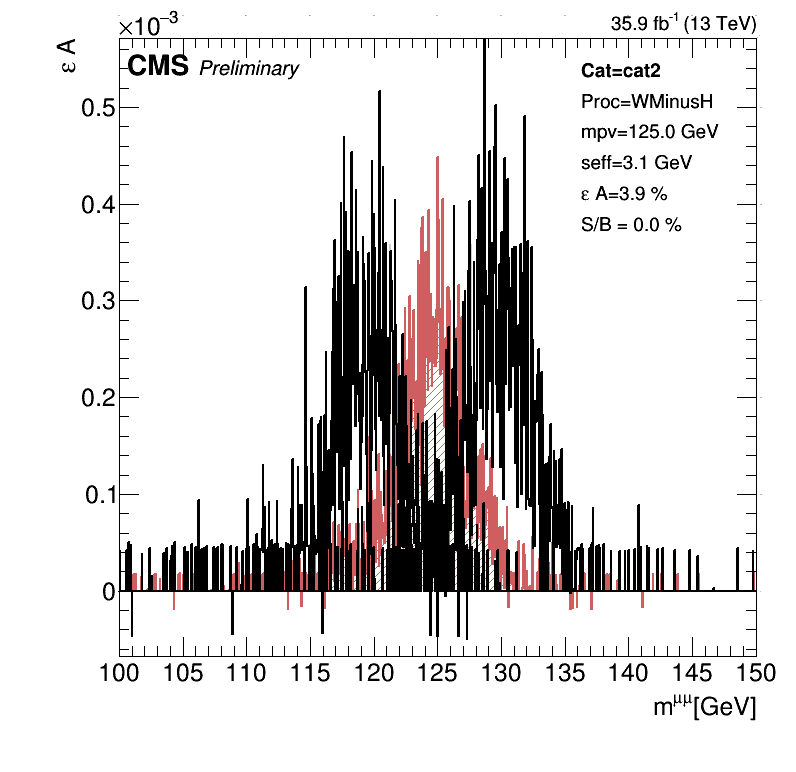 ×10⁻³
35.9 fb⁻¹ (13 TeV)
ε A
CMS Preliminary
Cat=cat2
Proc=WMinusH
mpv=125.0 GeV
seff=3.1 GeV
ε A=3.9 %
S/B = 0.0 %
0.5
0.4
0.3
0.2
0.1
0
100 105 110 115 120 125 130 135 140 145 150
m^μμ[GeV]